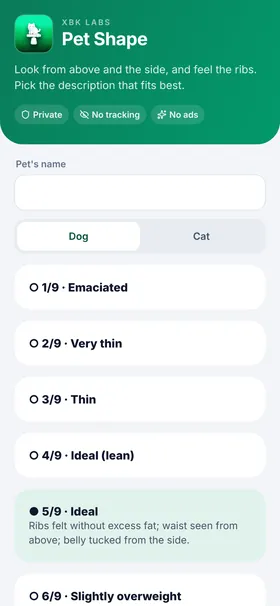 XBK LABS
Pet Shape
Look from above and the side, and feel the ribs.
Pick the description that fits best.
Private
No tracking
No ads
Pet's name
Dog
Cat
1/9 · Emaciated
2/9 · Very thin
3/9 · Thin
4/9 · Ideal (lean)
5/9 · Ideal
Ribs felt without excess fat; waist seen from
above; belly tucked from the side.
6/9 · Slightly overweight